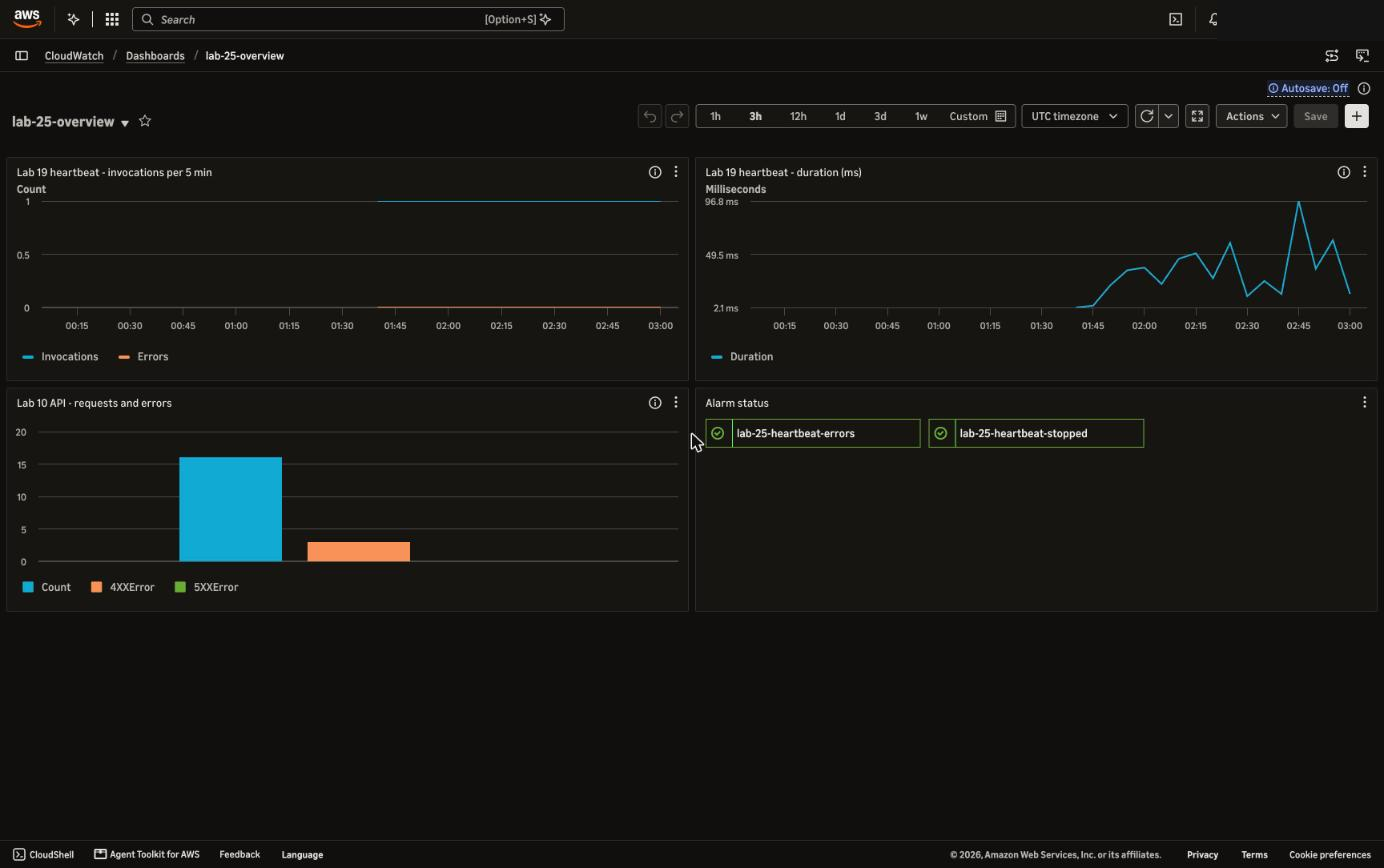 aws
Search [Option+S]
CloudWatch / Dashboards / lab-25-overview
Autosave: Off
lab-25-overview
1h 3h 12h 1d 3d 1w Custom UTC timezone Actions Save
Lab 19 heartbeat - invocations per 5 min
Count
1
0.5
0
00:15 00:30 00:45 01:00 01:15 01:30 01:45 02:00 02:15 02:30 02:45 03:00
Invocations Errors
Lab 19 heartbeat - duration (ms)
Milliseconds
96.8 ms
49.5 ms
2.1 ms
00:15 00:30 00:45 01:00 01:15 01:30 01:45 02:00 02:15 02:30 02:45 03:00
Duration
Lab 10 API - requests and errors
20
15
10
5
0
Count 4XXError 5XXError
Alarm status
lab-25-heartbeat-errors lab-25-heartbeat-stopped
CloudShell Agent Toolkit for AWS Feedback Language © 2026, Amazon Web Services, Inc. or its affiliates. Privacy Terms Cookie preferences